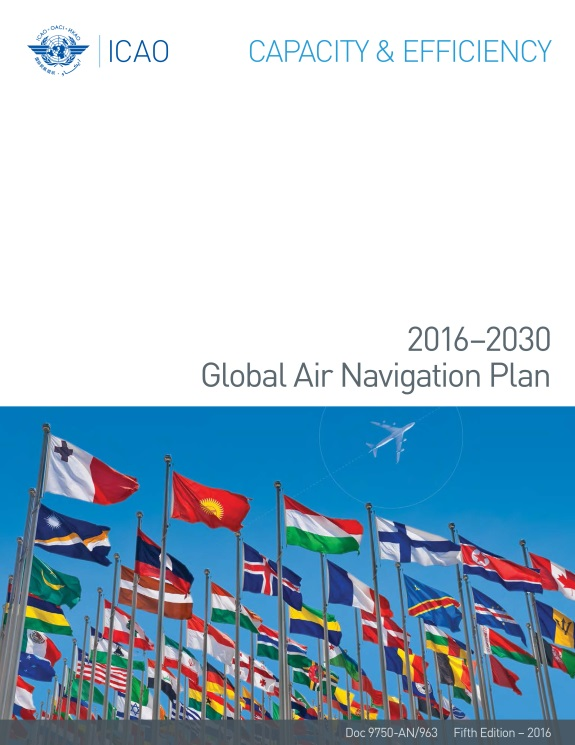 ICAO · OACI · ИКАО
ICAO
CAPACITY & EFFICIENCY
2016–2030
Global Air Navigation Plan
Doc 9750-AN/963 Fifth Edition – 2016